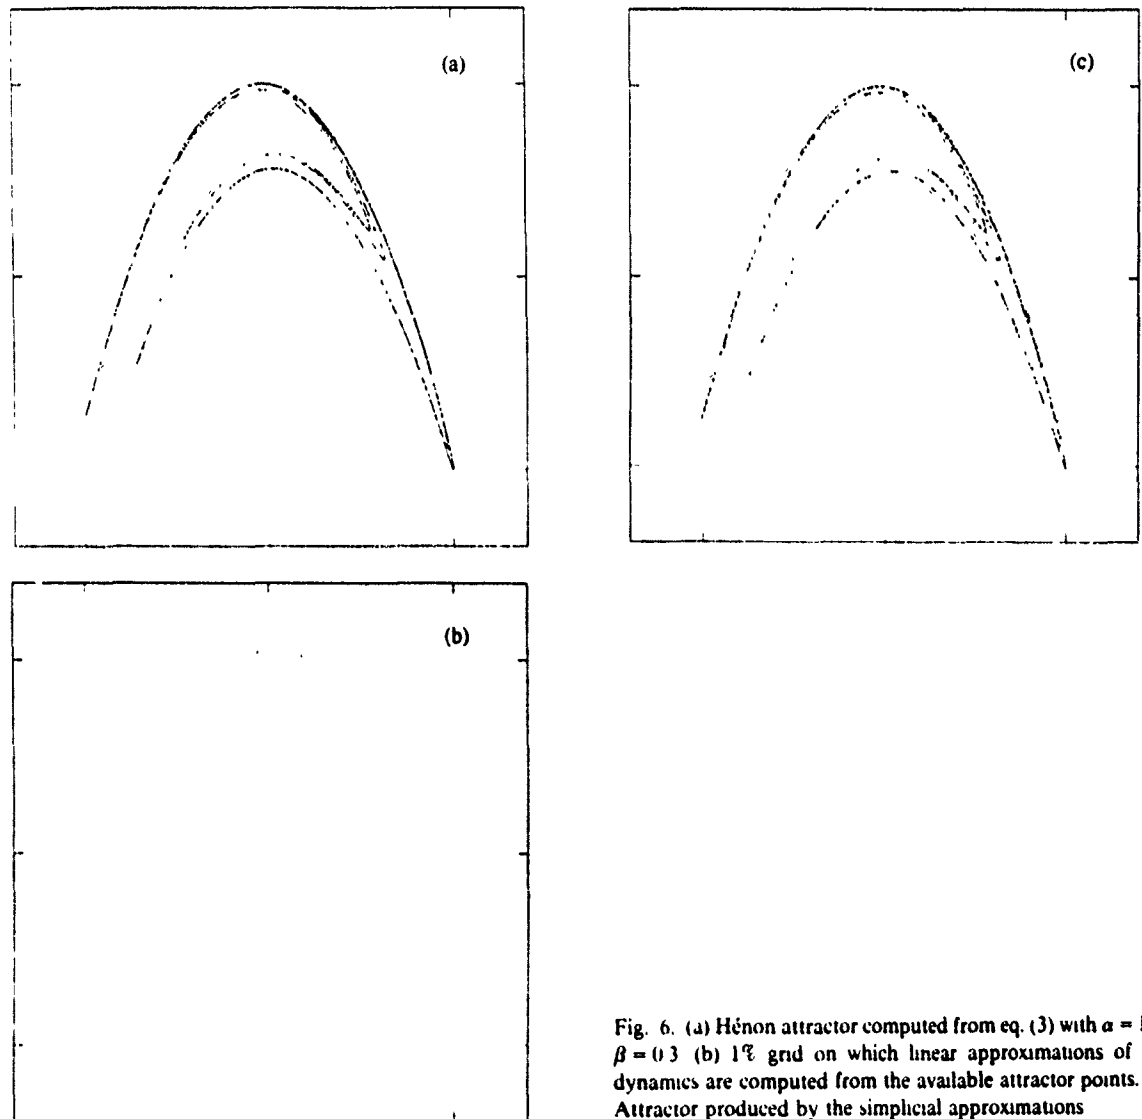 (a)
(c)
(b)
Fig. 6. (a) Hénon attractor computed from eq. (3) with α =
β = 0.3 (b) 1% grid on which linear approximations of
dynamics are computed from the available attractor points.
Attractor produced by the simplicial approximations